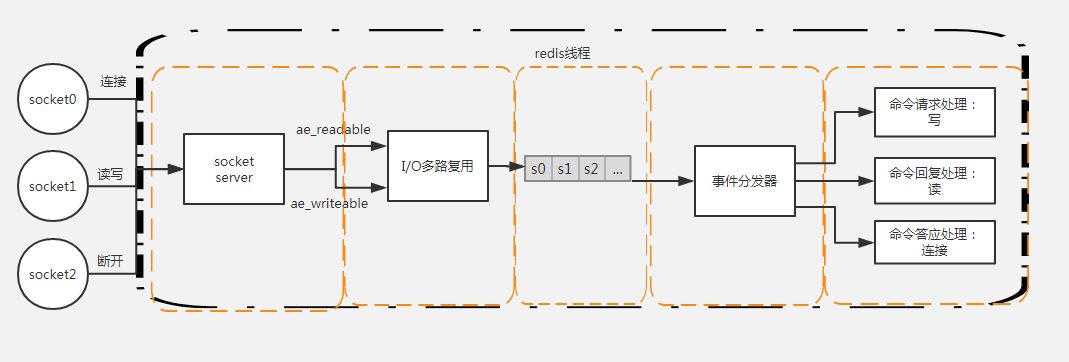 redis线程
连接
socket0
读写
socket1
断开
socket2
socket
server
ae_readable
ae_writeable
I/O多路复用
s0 s1 s2 ...
事件分发器
命令请求处理：
写
命令回复处理：
读
命令答应处理：
连接